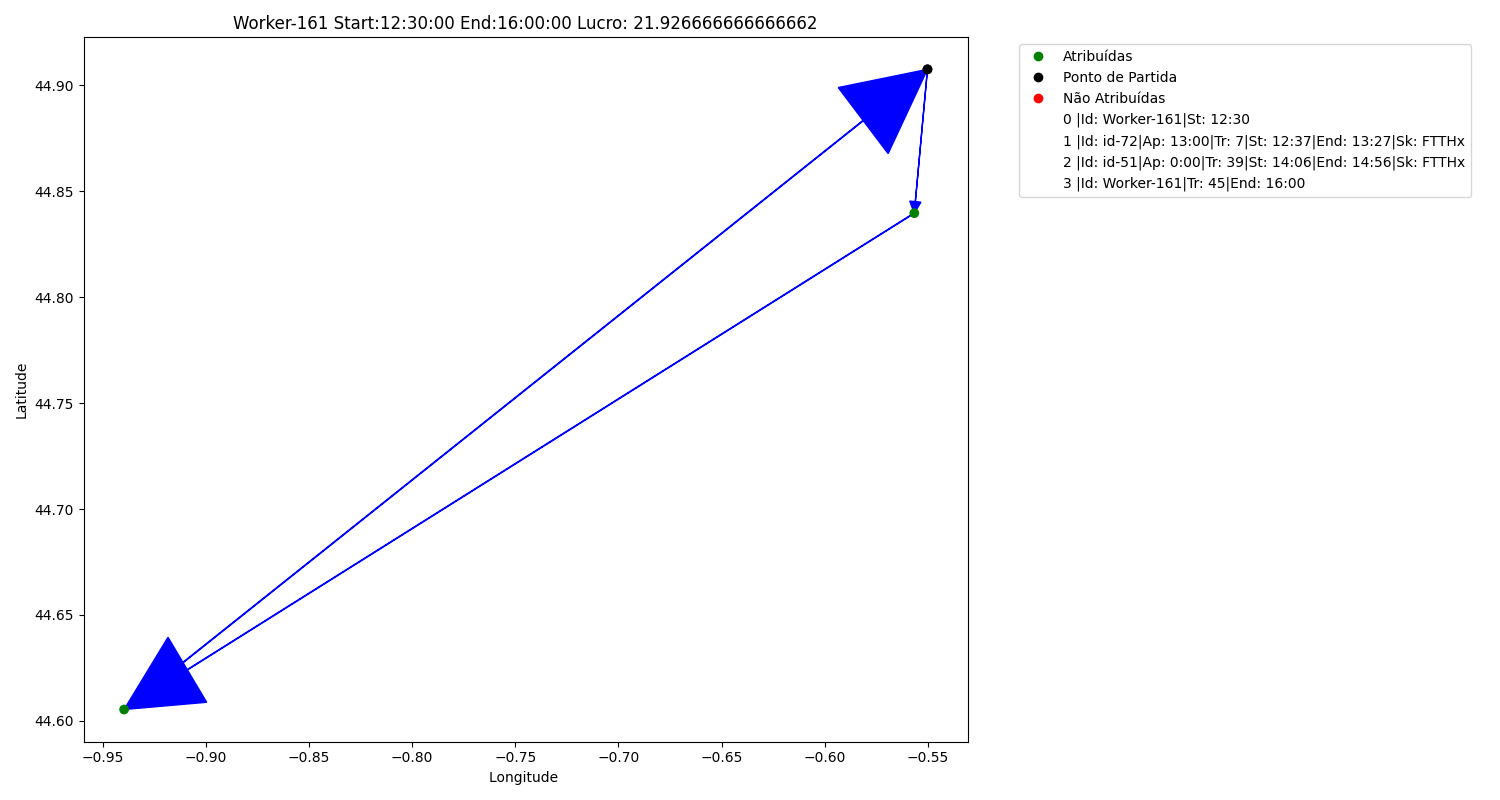 Worker-161 Start:12:30:00 End:16:00:00 Lucro: 21.926666666666662
44.90
44.85
44.80
44.75
44.70
44.65
44.60
Latitude
−0.95
−0.90
−0.85
−0.80
−0.75
−0.70
−0.65
−0.60
−0.55
Longitude
Atribuídas
Ponto de Partida
Não Atribuídas
0 |Id: Worker-161|St: 12:30
1 |Id: id-72|Ap: 13:00|Tr: 7|St: 12:37|End: 13:27|Sk: FTTHx
2 |Id: id-51|Ap: 0:00|Tr: 39|St: 14:06|End: 14:56|Sk: FTTHx
3 |Id: Worker-161|Tr: 45|End: 16:00